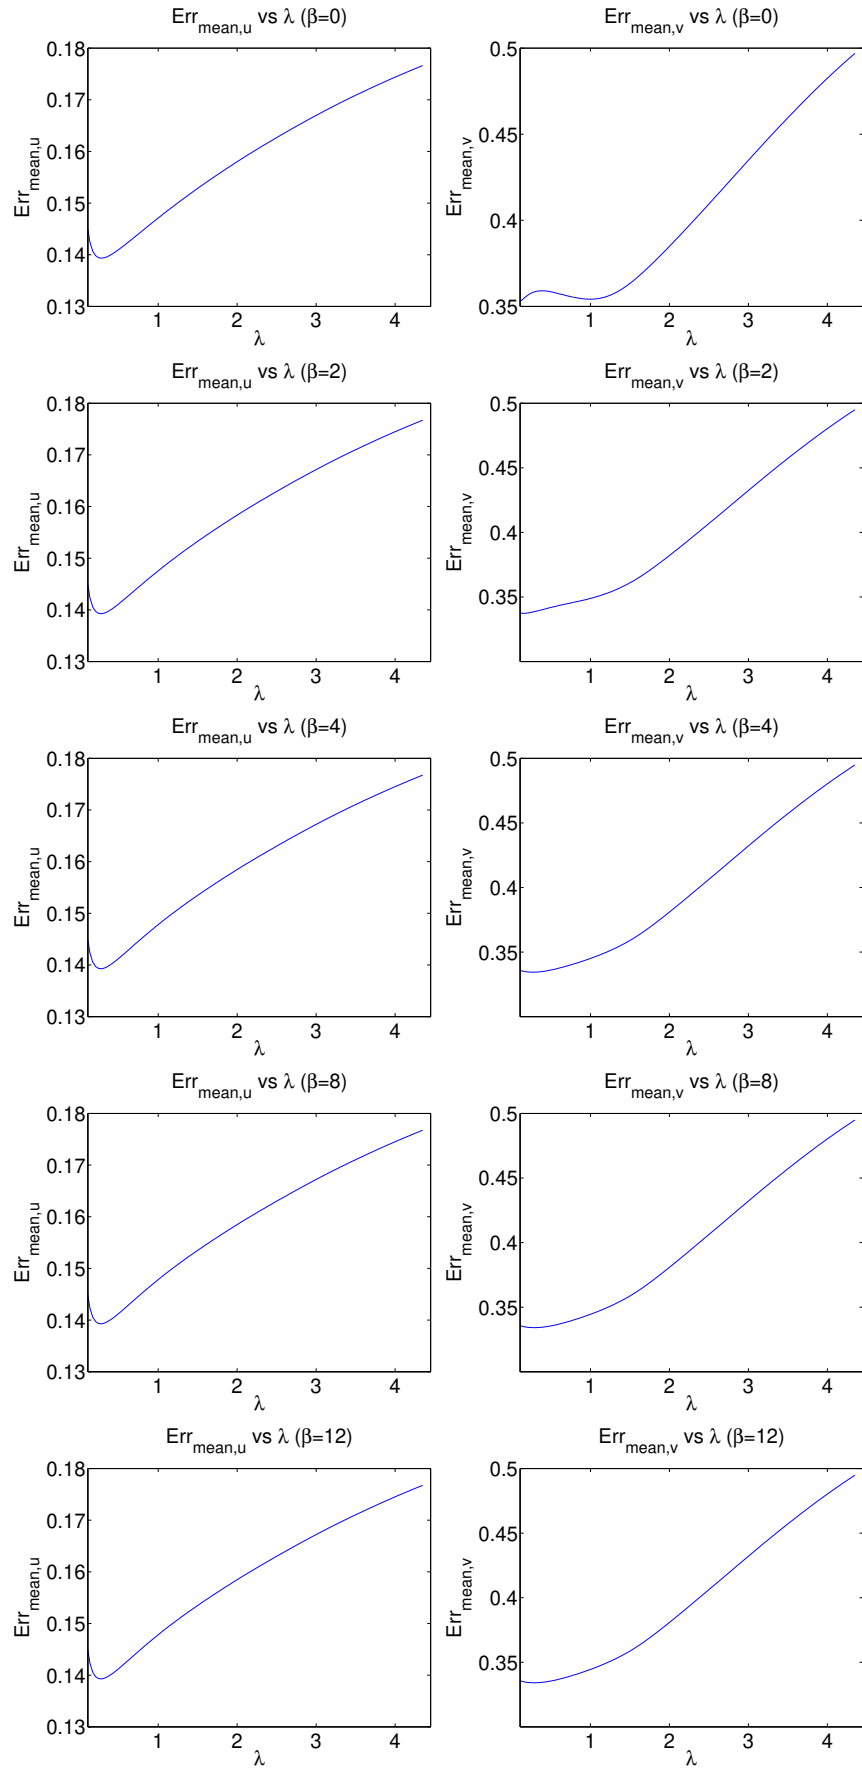 Err_mean,u vs λ (β=0)
0.18
0.17
0.16
0.15
0.14
0.13
Err_mean,u
1 2 3 4
λ
Err_mean,v vs λ (β=0)
0.5
0.45
0.4
0.35
Err_mean,v
1 2 3 4
λ
Err_mean,u vs λ (β=2)
0.18
0.17
0.16
0.15
0.14
0.13
Err_mean,u
1 2 3 4
λ
Err_mean,v vs λ (β=2)
0.5
0.45
0.4
0.35
Err_mean,v
1 2 3 4
λ
Err_mean,u vs λ (β=4)
0.18
0.17
0.16
0.15
0.14
0.13
Err_mean,u
1 2 3 4
λ
Err_mean,v vs λ (β=4)
0.5
0.45
0.4
0.35
Err_mean,v
1 2 3 4
λ
Err_mean,u vs λ (β=8)
0.18
0.17
0.16
0.15
0.14
0.13
Err_mean,u
1 2 3 4
λ
Err_mean,v vs λ (β=8)
0.5
0.45
0.4
0.35
Err_mean,v
1 2 3 4
λ
Err_mean,u vs λ (β=12)
0.18
0.17
0.16
0.15
0.14
0.13
Err_mean,u
1 2 3 4
λ
Err_mean,v vs λ (β=12)
0.5
0.45
0.4
0.35
Err_mean,v
1 2 3 4
λ